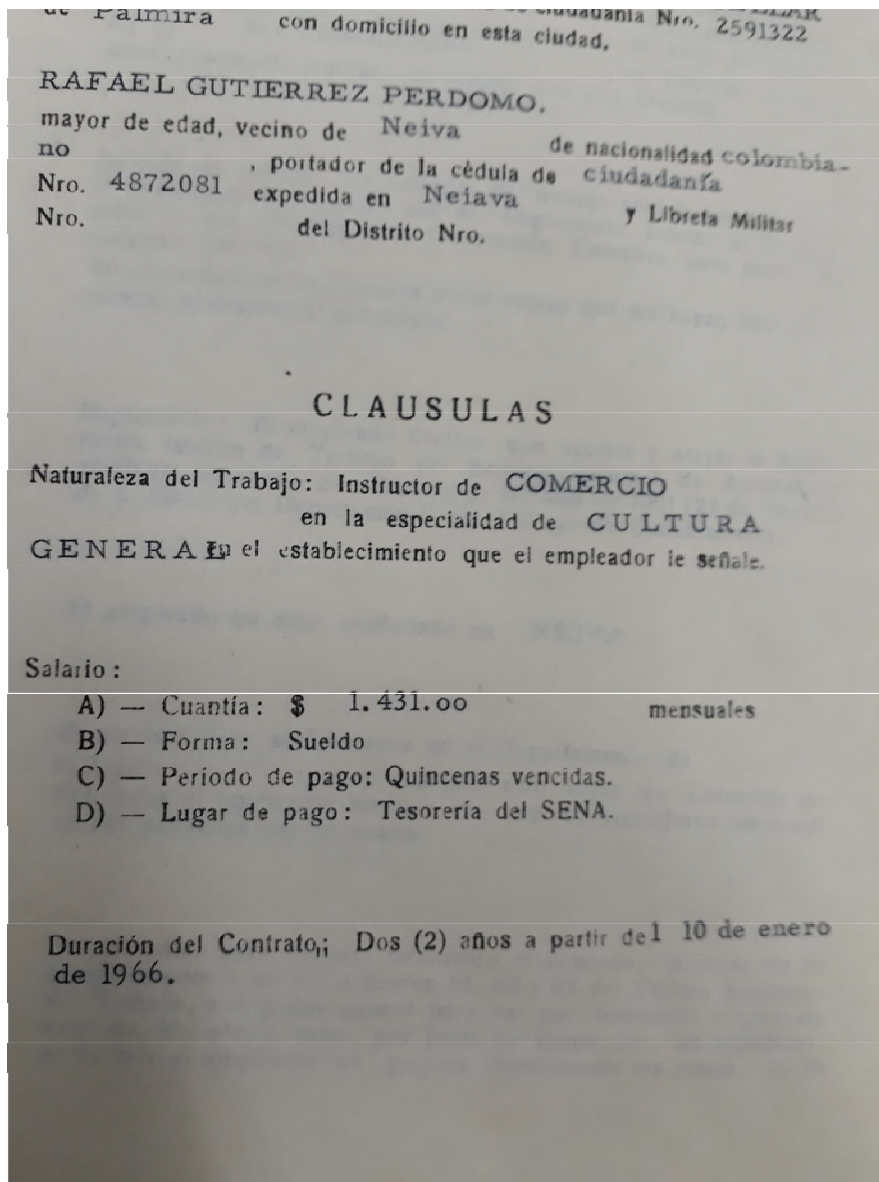 de Palmira con domicilio en esta ciudad, ciudadanía Nro. 2591322
RAFAEL GUTIERREZ PERDOMO.
mayor de edad, vecino de Neiva de nacionalidad colombia-
no , portador de la cédula de ciudadanía
Nro. 4872081 expedida en Neiava y Libreta Militar
Nro. del Distrito Nro.
CLAUSULAS
Naturaleza del Trabajo: Instructor de COMERCIO
en la especialidad de CULTURA
GENERAL En el establecimiento que el empleador le señale.
Salario :
A) — Cuantía : $ 1.431.oo mensuales
B) — Forma : Sueldo
C) — Periodo de pago: Quincenas vencidas.
D) — Lugar de pago : Tesorería del SENA.
Duración del Contrato,; Dos (2) años a partir del 10 de enero
de 1966.